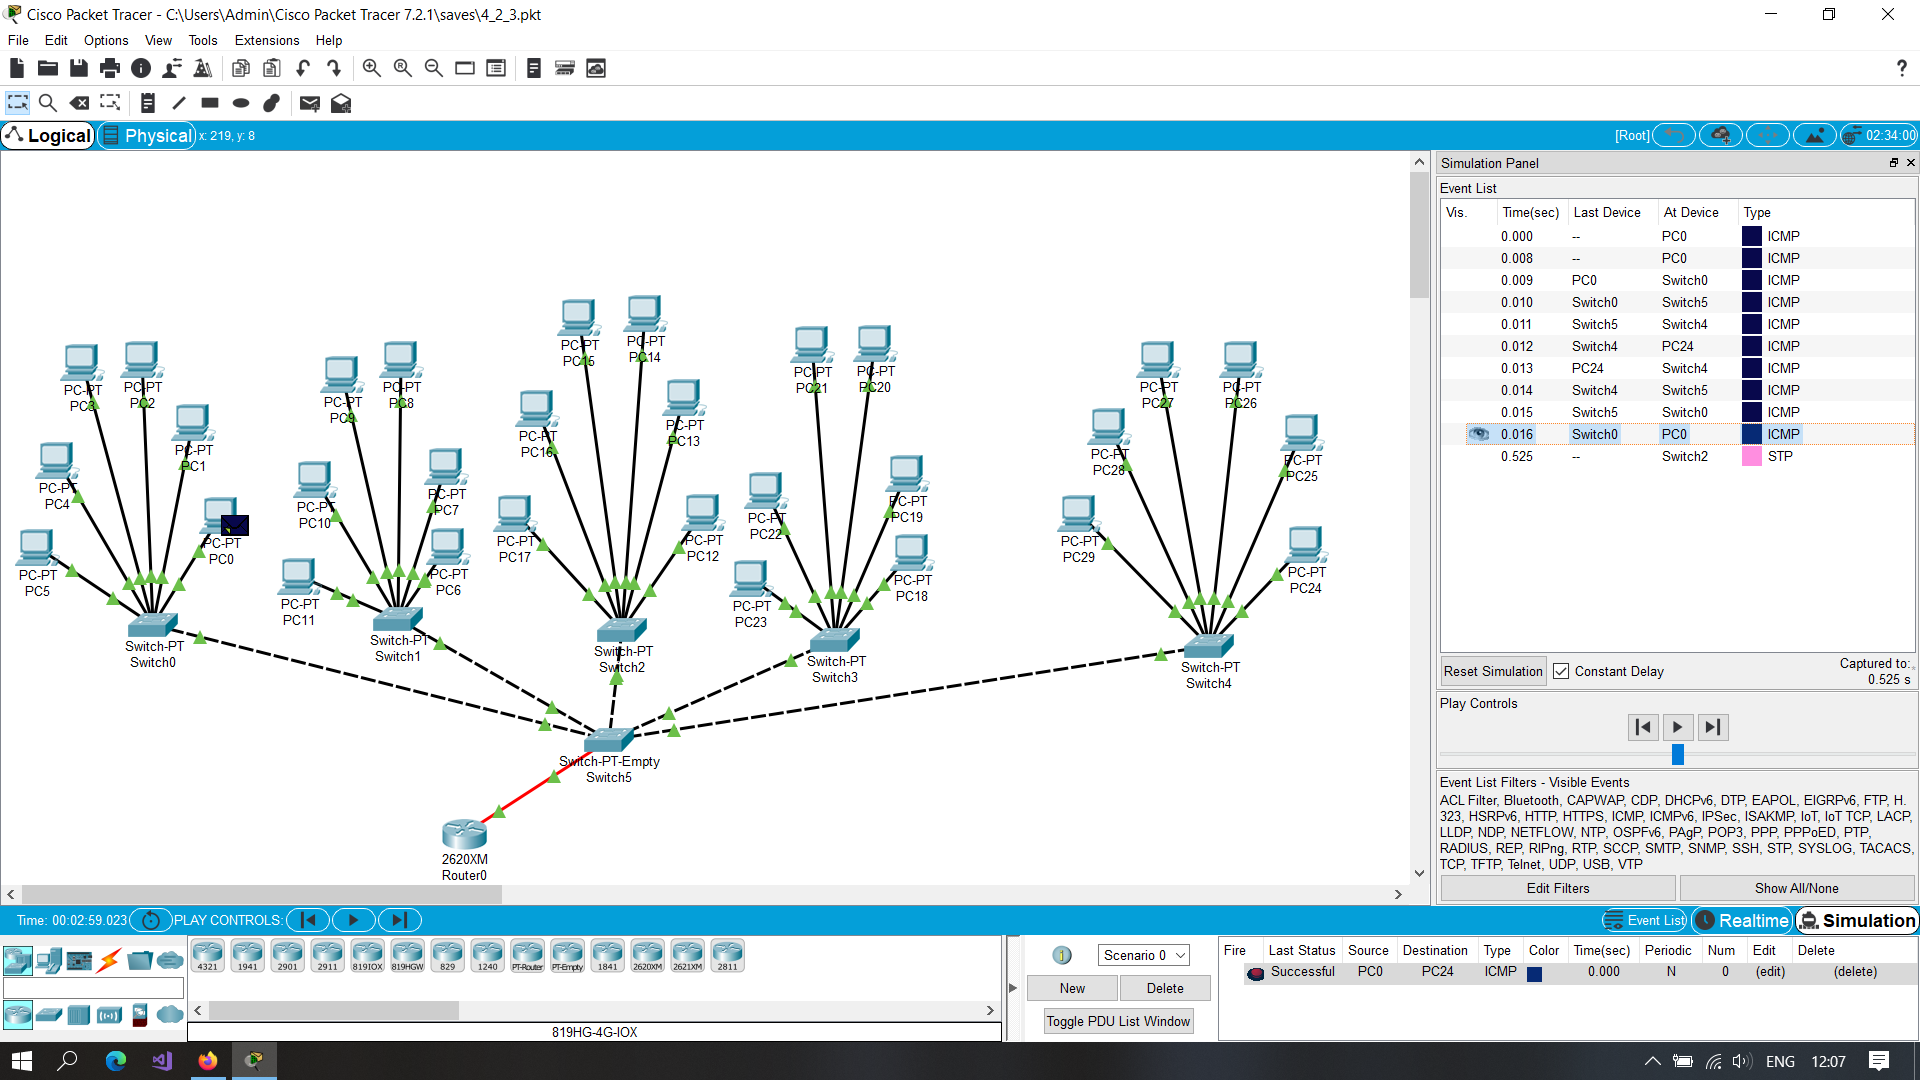 Cisco Packet Tracer - C:\Users\Admin\Cisco Packet Tracer 7.2.1\saves\4_2_3.pkt
File Edit Options View Tools Extensions Help
Logical Physical x: 219, y: 8 [Root] 02:34:00
Simulation Panel
Event List
Vis. Time(sec) Last Device At Device Type
0.000 -- PC0 ICMP
0.008 -- PC0 ICMP
0.009 PC0 Switch0 ICMP
0.010 Switch0 Switch5 ICMP
0.011 Switch5 Switch4 ICMP
0.012 Switch4 PC24 ICMP
0.013 PC24 Switch4 ICMP
0.014 Switch4 Switch5 ICMP
0.015 Switch5 Switch0 ICMP
0.016 Switch0 PC0 ICMP
0.525 -- Switch2 STP
Reset Simulation Constant Delay Captured to:
0.525 s
Play Controls
Event List Filters - Visible Events
ACL Filter, Bluetooth, CAPWAP, CDP, DHCPv6, DTP, EAPOL, EIGRPv6, FTP, H.
323, HSRPv6, HTTP, HTTPS, ICMP, ICMPv6, IPSec, ISAKMP, IoT, IoT TCP, LACP,
LLDP, NDP, NETFLOW, NTP, OSPFv6, PAgP, POP3, PPP, PPPoED, PTP,
RADIUS, REP, RIPng, RTP, SCCP, SMTP, SNMP, SSH, STP, SYSLOG, TACACS,
TCP, TFTP, Telnet, UDP, USB, VTP
Edit Filters Show All/None
PC-PT
PC3
PC-PT
PC2
PC-PT
PC1
PC-PT
PC4
PC-PT
PC0
PC-PT
PC5
Switch-PT
Switch0
PC-PT
PC9
PC-PT
PC8
PC-PT
PC10
PC-PT
PC7
PC-PT
PC11
PC-PT
PC6
Switch-PT
Switch1
PC-PT
PC15
PC-PT
PC14
PC-PT
PC16
PC-PT
PC13
PC-PT
PC17
PC-PT
PC12
Switch-PT
Switch2
PC-PT
PC21
PC-PT
PC20
PC-PT
PC22
PC-PT
PC19
PC-PT
PC23
PC-PT
PC18
Switch-PT
Switch3
PC-PT
PC27
PC-PT
PC26
PC-PT
PC28
PC-PT
PC25
PC-PT
PC29
PC-PT
PC24
Switch-PT
Switch4
Switch-PT-Empty
Switch5
2620XM
Router0
Time: 00:02:59.023 PLAY CONTROLS: Event List Realtime Simulation
4321 1941 2901 2911 819IOX 819HGW 829 1240 PT-Router PT-Empty 1841 2620XM 2621XM 2811
819HG-4G-IOX
Scenario 0
New Delete
Toggle PDU List Window
Fire Last Status Source Destination Type Color Time(sec) Periodic Num Edit Delete
Successful PC0 PC24 ICMP 0.000 N 0 (edit) (delete)
ENG 12:07